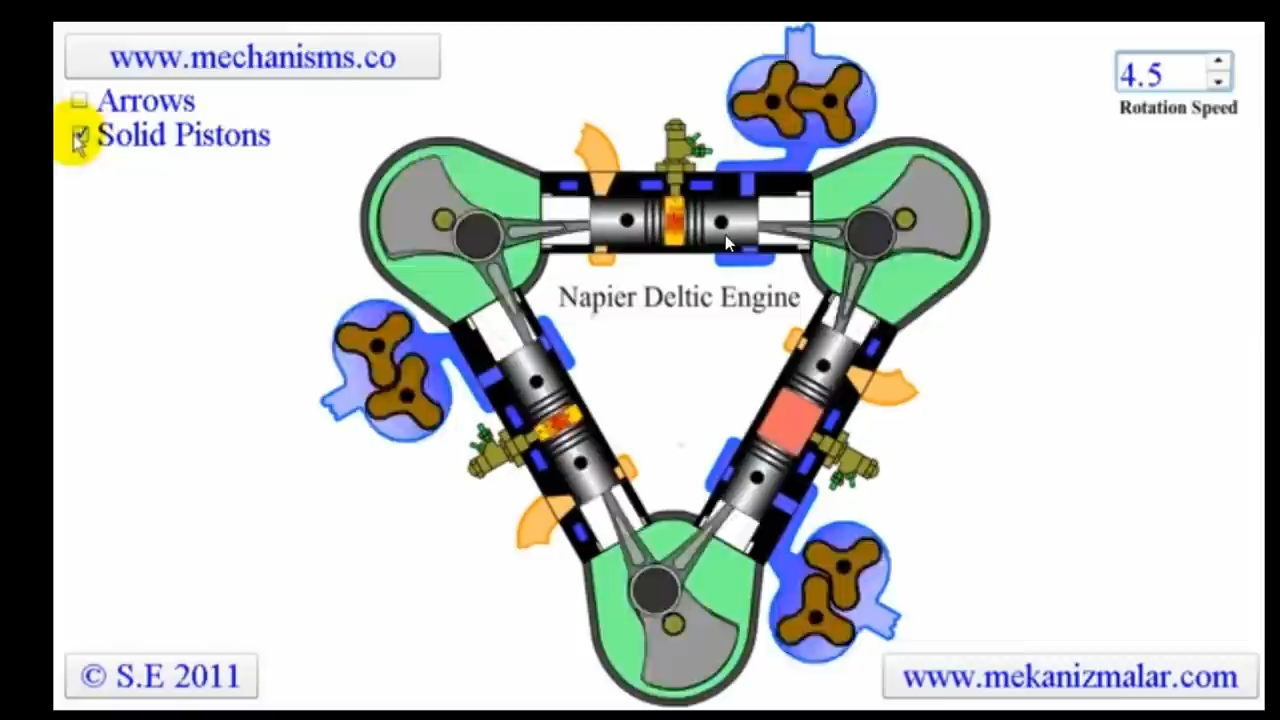 www.mechanisms.co
Arrows
Solid Pistons
4.5
Rotation Speed
Napier Deltic Engine
© S.E 2011
www.mekanizmalar.com